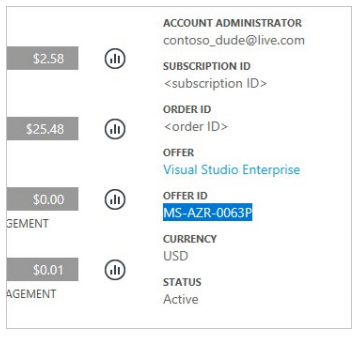 $2.58
$25.48
$0.00
GEMENT
$0.01
AGEMENT
ACCOUNT ADMINISTRATOR
contoso_dude@live.com
SUBSCRIPTION ID
<subscription ID>
ORDER ID
<order ID>
OFFER
Visual Studio Enterprise
OFFER ID
MS-AZR-0063P
CURRENCY
USD
STATUS
Active